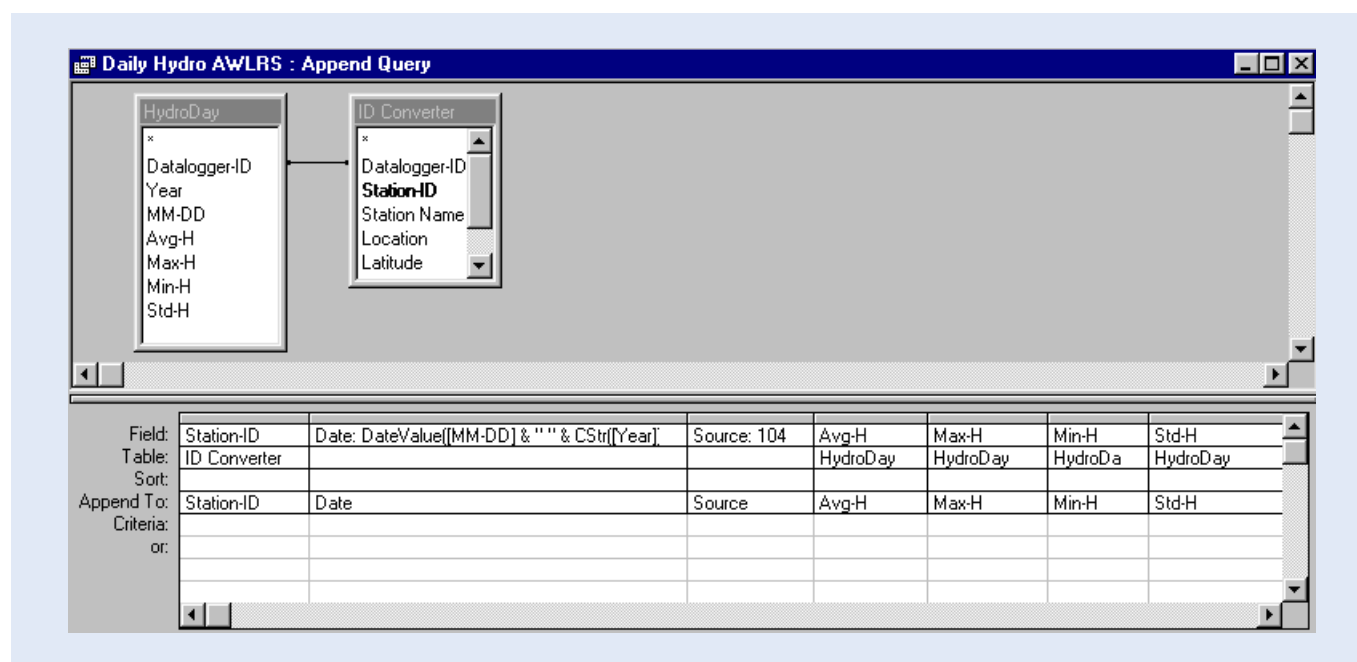 Daily Hydro AWLRS : Append Query
HydroDay
*
Datalogger-ID
Year
MM-DD
Avg-H
Max-H
Min-H
Std-H
ID Converter
*
Datalogger-ID
Station-ID
Station Name
Location
Latitude
Field: Station-ID Date: DateValue([MM-DD] & " " & CStr([Year]) Source: 104 Avg-H Max-H Min-H Std-H
Table: ID Converter HydroDay HydroDay HydroDa HydroDay
Sort:
Append To: Station-ID Date Source Avg-H Max-H Min-H Std-H
Criteria:
or: